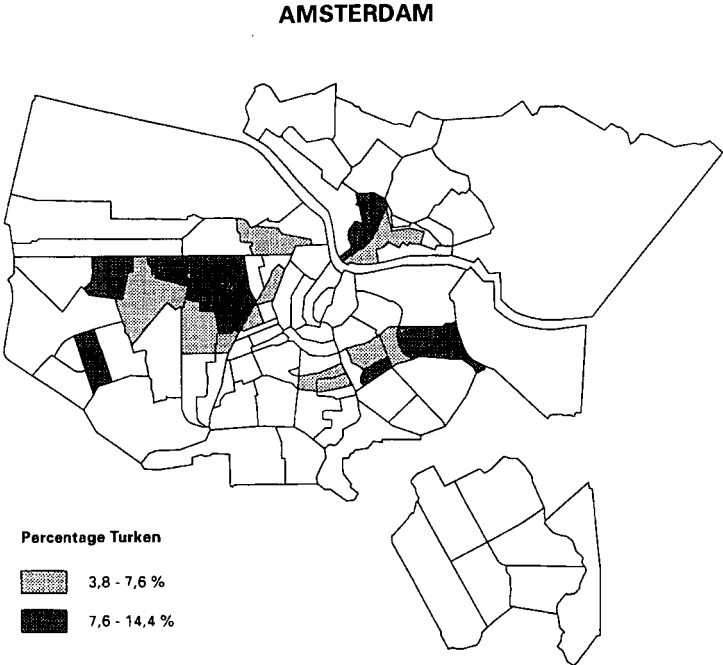 AMSTERDAM
Percentage Turken
3,8 - 7,6 %
7,6 - 14,4 %